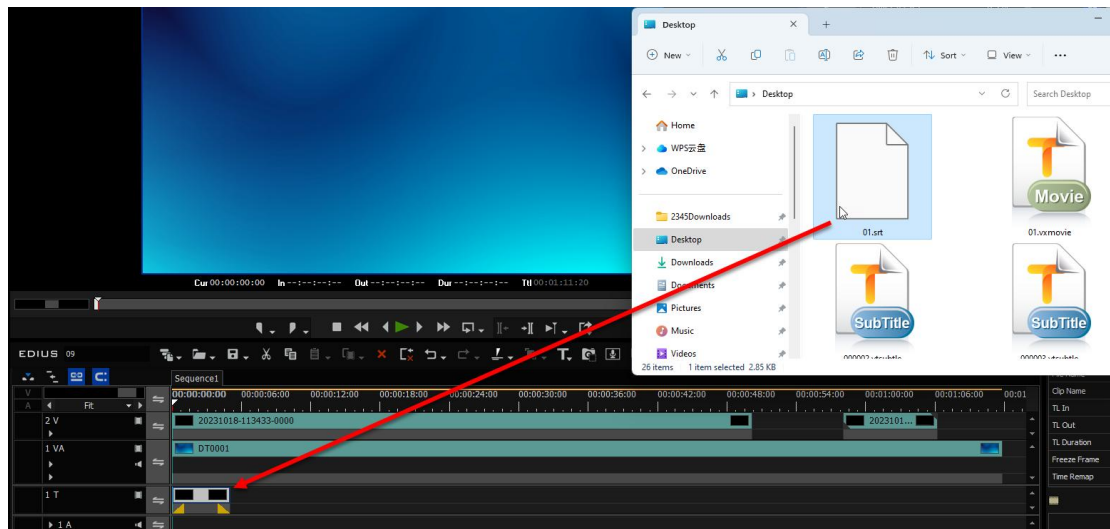 Desktop
New
Sort
View
Desktop
Search Desktop
Home
WPS云盘
OneDrive
2345Downloads
Desktop
Downloads
Documents
Pictures
Music
Videos
26 items 1 item selected 2.85 KB
01.srt
Movie
01.vxmovie
SubTitle
SubTitle
Cur 00:00:00:00 In --:--:--:-- Out --:--:--:-- Dur --:--:--:-- Ttl 00:01:11:20
EDIUS 09
Sequence1
V
A
Fit
00:00:00:00 00:00:06:00 00:00:12:00 00:00:18:00 00:00:24:00 00:00:30:00 00:00:36:00 00:00:42:00 00:00:48:00 00:00:54:00 00:01:00:00 00:01:06:00 00:01
2 V
20231018-113433-0000
2023101...
1 VA
DT0001
1 T
1 A
Clip Name
TL In
TL Out
TL Duration
Freeze Frame
Time Remap